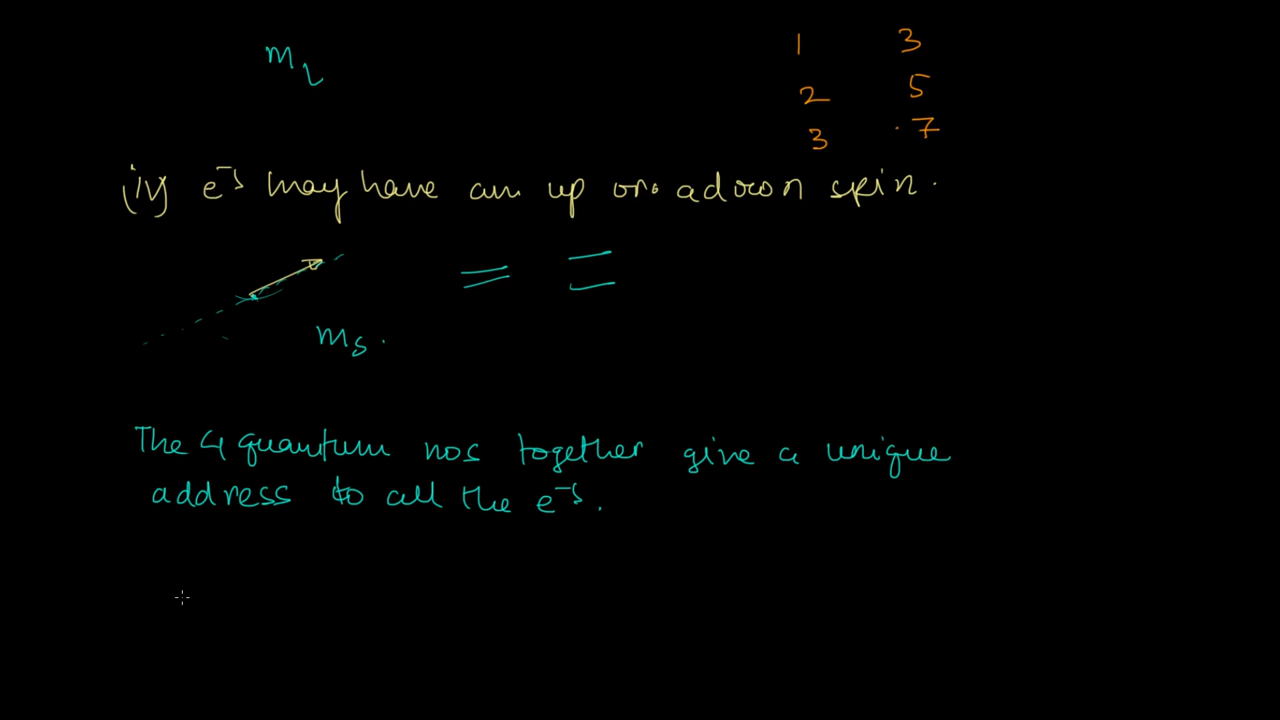 m_l 1 3
2 5
3 7
(iv) e⁻s may have an up or a down spin.
m_s.
The 4 quantum nos together give a unique
address to all the e⁻s.